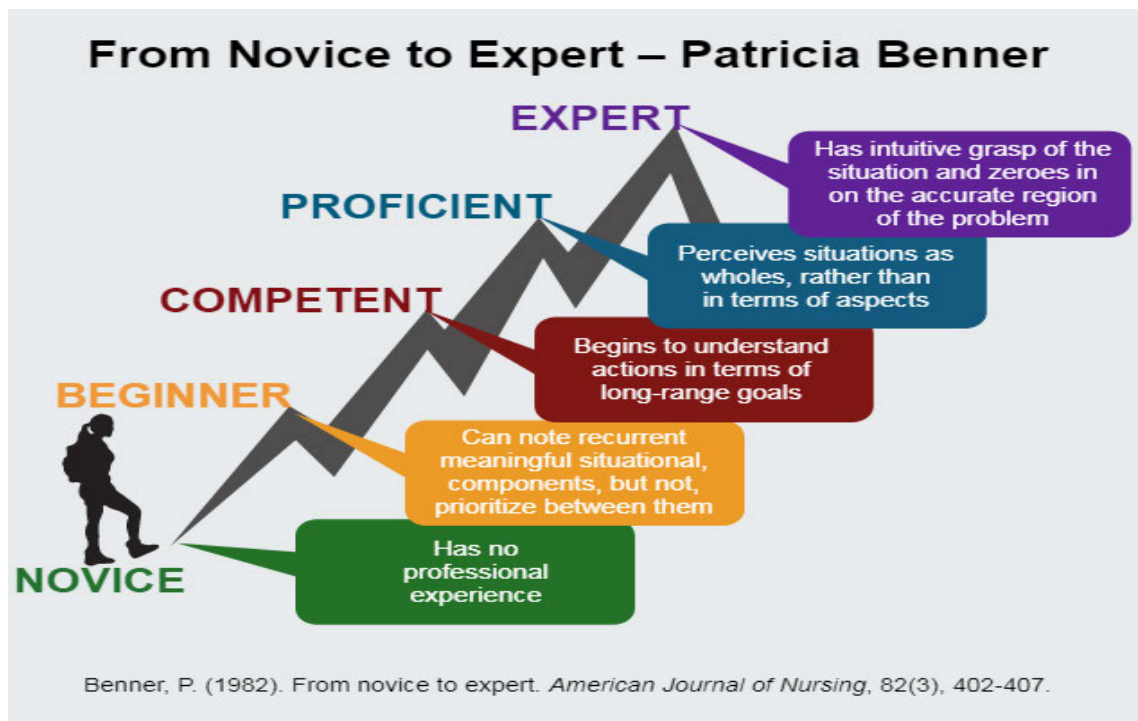 From Novice to Expert – Patricia Benner
EXPERT
Has intuitive grasp of the
situation and zeroes in
on the accurate region
of the problem
PROFICIENT
Perceives situations as
wholes, rather than
in terms of aspects
COMPETENT
Begins to understand
actions in terms of
long-range goals
BEGINNER
Can note recurrent
meaningful situational,
components, but not,
prioritize between them
NOVICE
Has no
professional
experience
Benner, P. (1982). From novice to expert. American Journal of Nursing, 82(3), 402-407.